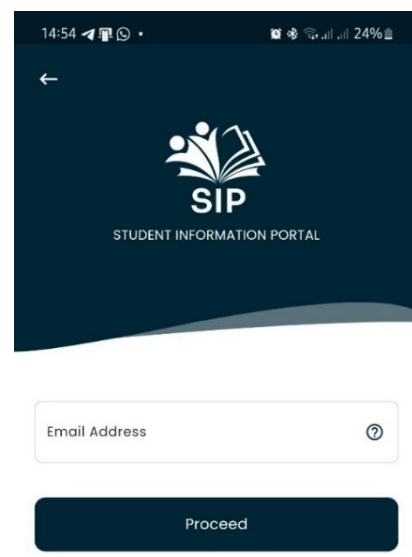 14:54 24%
SIP
STUDENT INFORMATION PORTAL
Email Address
Proceed